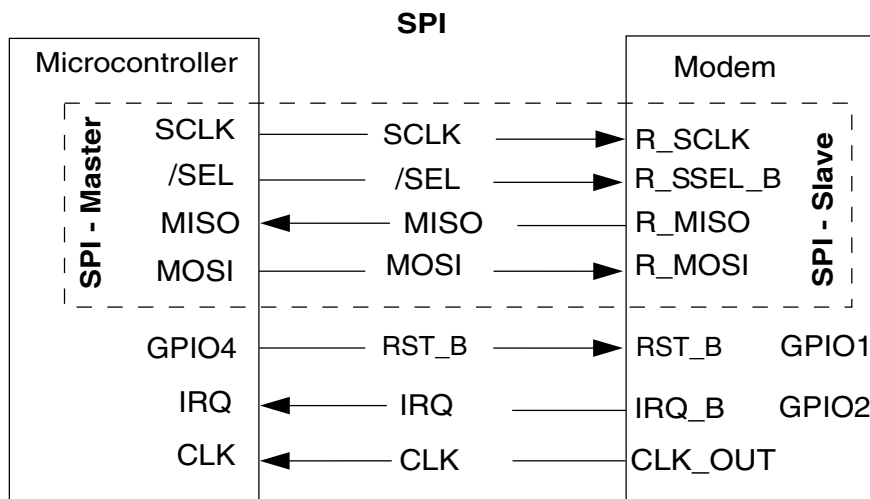 SPI
Microcontroller
Modem
SPI - Master
SPI - Slave
SCLK SCLK R_SCLK
/SEL /SEL R_SSEL_B
MISO MISO R_MISO
MOSI MOSI R_MOSI
GPIO4 RST_B RST_B GPIO1
IRQ IRQ IRQ_B GPIO2
CLK CLK CLK_OUT